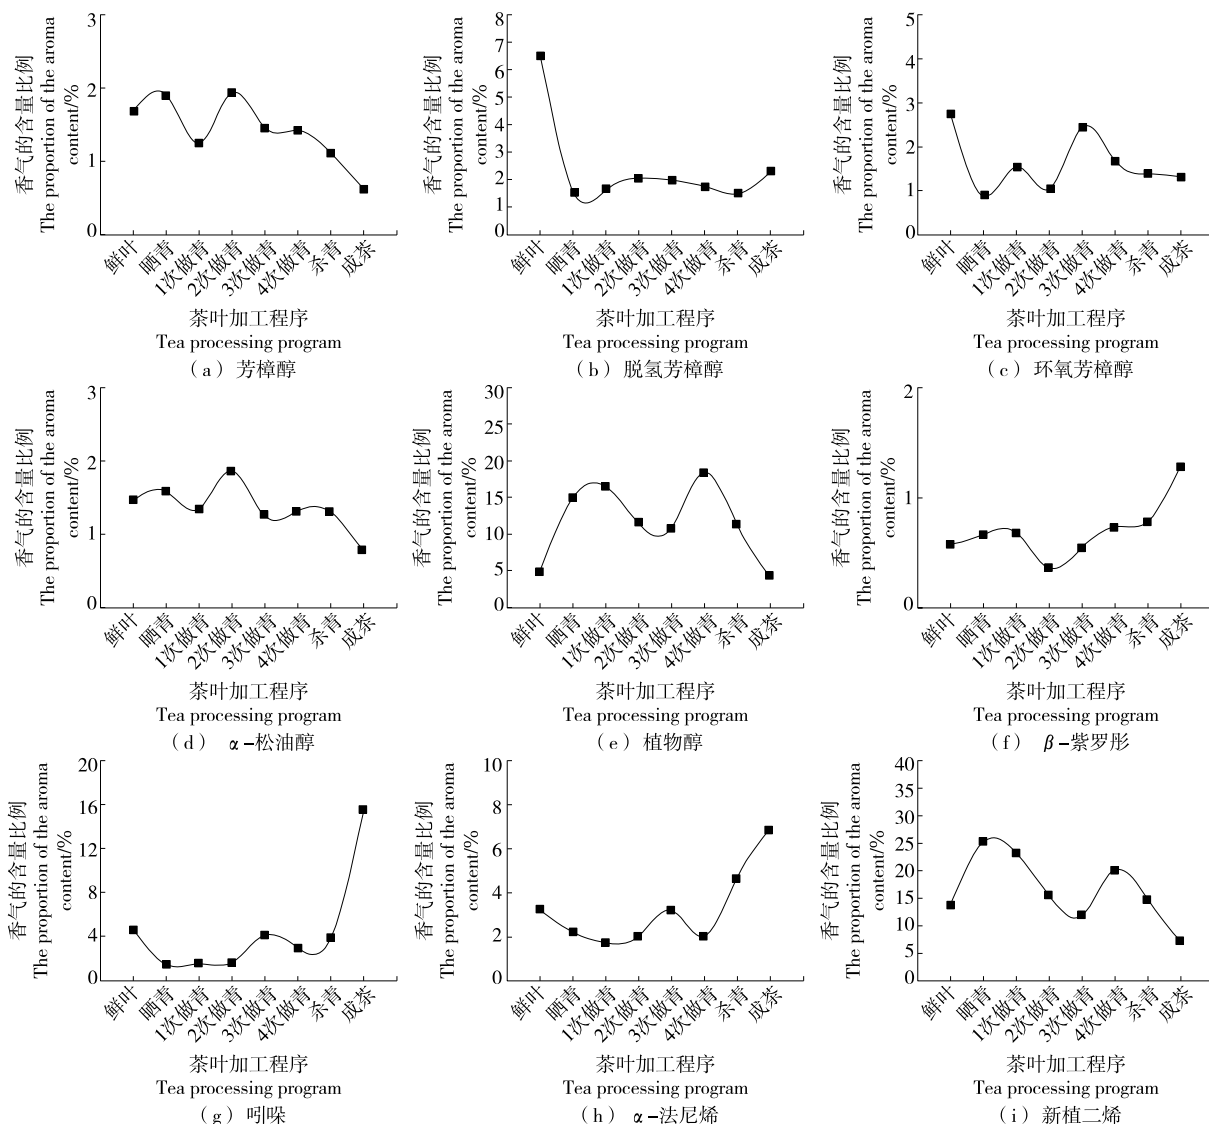 香气的含量比例
The proportion of the aroma
content/%
3
2
1
0
鲜叶
晒青
1次做青
2次做青
3次做青
4次做青
杀青
成茶
茶叶加工程序
Tea processing program
(a) 芳樟醇
香气的含量比例
The proportion of the aroma
content/%
8
7
6
5
4
3
2
1
0
鲜叶
晒青
1次做青
2次做青
3次做青
4次做青
杀青
成茶
茶叶加工程序
Tea processing program
(b) 脱氢芳樟醇
香气的含量比例
The proportion of the aroma
content/%
5
4
3
2
1
0
鲜叶
晒青
1次做青
2次做青
3次做青
4次做青
杀青
成茶
茶叶加工程序
Tea processing program
(c) 环氧芳樟醇
香气的含量比例
The proportion of the aroma
content/%
3
2
1
0
鲜叶
晒青
1次做青
2次做青
3次做青
4次做青
杀青
成茶
茶叶加工程序
Tea processing program
(d) α-松油醇
香气的含量比例
The proportion of the aroma
content/%
30
25
20
15
10
5
0
鲜叶
晒青
1次做青
2次做青
3次做青
4次做青
杀青
成茶
茶叶加工程序
Tea processing program
(e) 植物醇
香气的含量比例
The proportion of the aroma
content/%
2
1
0
鲜叶
晒青
1次做青
2次做青
3次做青
4次做青
杀青
成茶
茶叶加工程序
Tea processing program
(f) β-紫罗彤
香气的含量比例
The proportion of the aroma
content/%
20
16
12
8
4
0
鲜叶
晒青
1次做青
2次做青
3次做青
4次做青
杀青
成茶
茶叶加工程序
Tea processing program
(g) 吲哚
香气的含量比例
The proportion of the aroma
content/%
10
8
6
4
2
0
鲜叶
晒青
1次做青
2次做青
3次做青
4次做青
杀青
成茶
茶叶加工程序
Tea processing program
(h) α-法尼烯
香气的含量比例
The proportion of the aroma
content/%
40
35
30
25
20
15
10
5
0
鲜叶
晒青
1次做青
2次做青
3次做青
4次做青
杀青
成茶
茶叶加工程序
Tea processing program
(i) 新植二烯